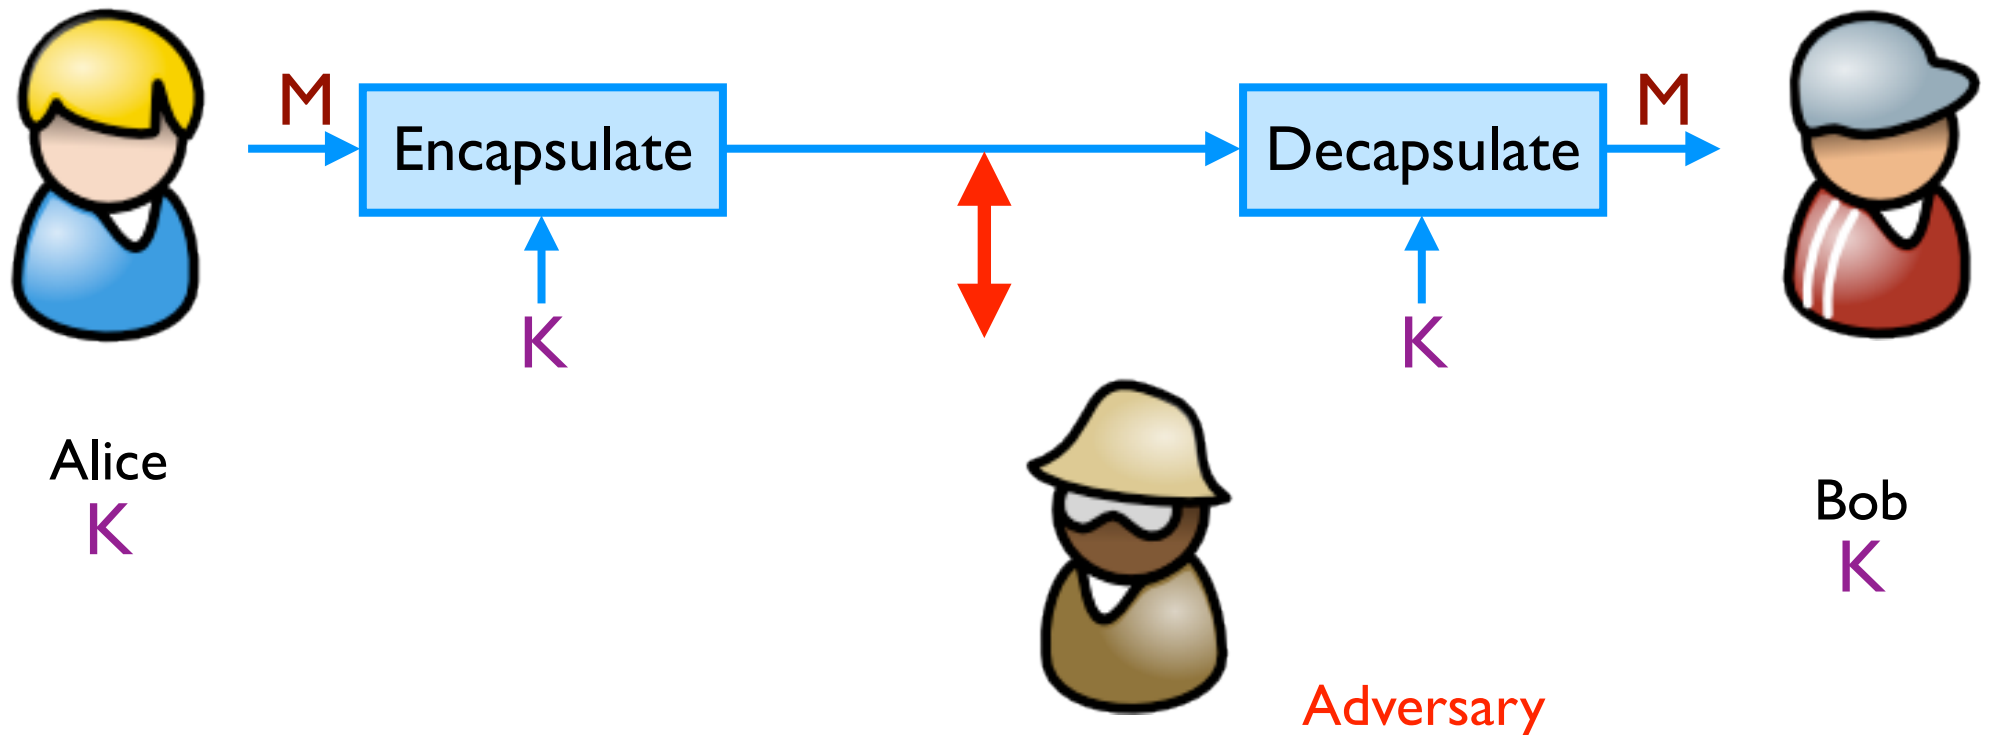 M
Encapsulate
Decapsulate
M
K
K
Alice
K
Bob
K
Adversary